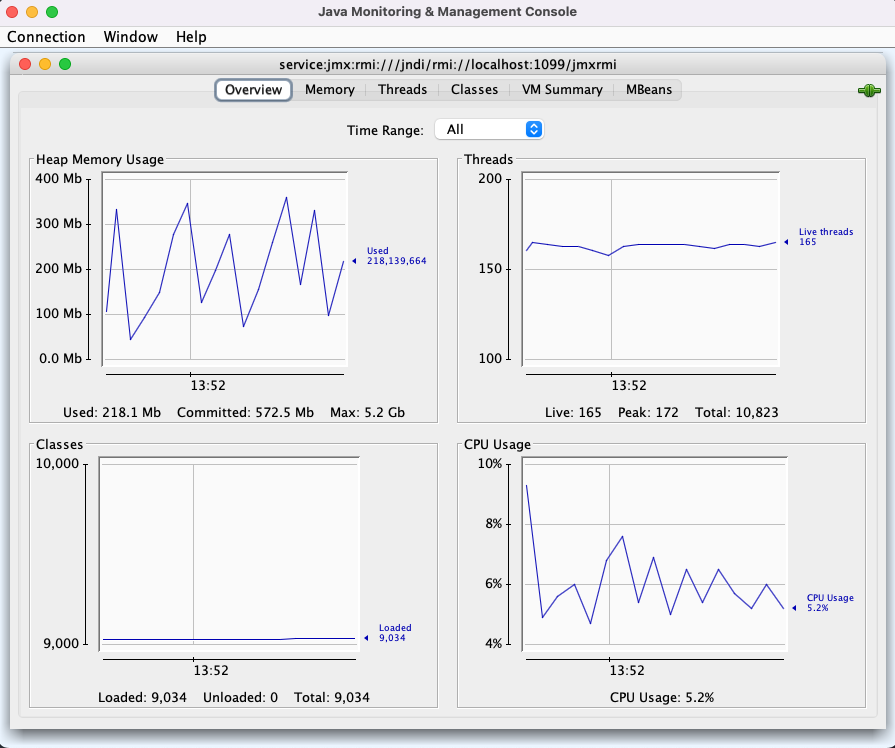 Java Monitoring & Management Console
Connection Window Help
service:jmx:rmi:///jndi/rmi://localhost:1099/jmxrmi
Overview Memory Threads Classes VM Summary MBeans
Time Range: All
Heap Memory Usage
400 Mb
300 Mb
200 Mb
100 Mb
0.0 Mb
Used
218,139,664
13:52
Used: 218.1 Mb Committed: 572.5 Mb Max: 5.2 Gb
Threads
200
150
100
Live threads
165
13:52
Live: 165 Peak: 172 Total: 10,823
Classes
10,000
9,000
Loaded
9,034
13:52
Loaded: 9,034 Unloaded: 0 Total: 9,034
CPU Usage
10%
8%
6%
4%
CPU Usage
5.2%
13:52
CPU Usage: 5.2%